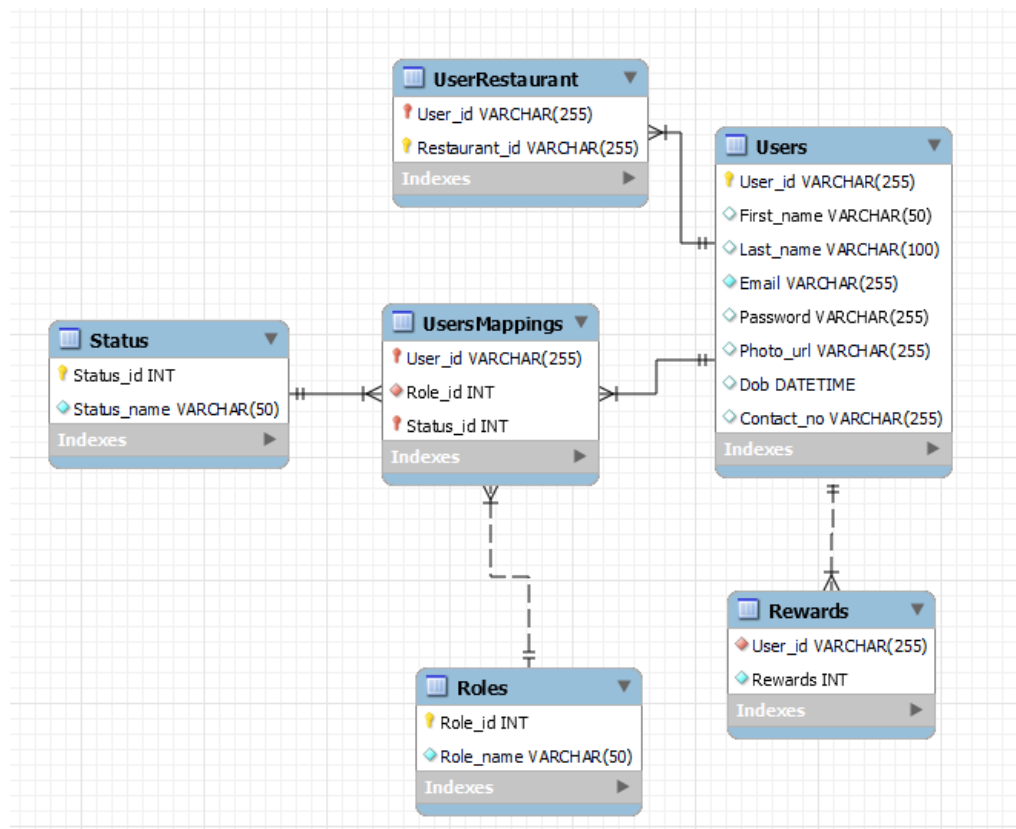 UserRestaurant
User_id VARCHAR(255)
Restaurant_id VARCHAR(255)
Indexes
Users
User_id VARCHAR(255)
First_name VARCHAR(50)
Last_name VARCHAR(100)
Email VARCHAR(255)
Password VARCHAR(255)
Photo_url VARCHAR(255)
Dob DATETIME
Contact_no VARCHAR(255)
Indexes
Status
Status_id INT
Status_name VARCHAR(50)
Indexes
UsersMappings
User_id VARCHAR(255)
Role_id INT
Status_id INT
Indexes
Rewards
User_id VARCHAR(255)
Rewards INT
Indexes
Roles
Role_id INT
Role_name VARCHAR(50)
Indexes